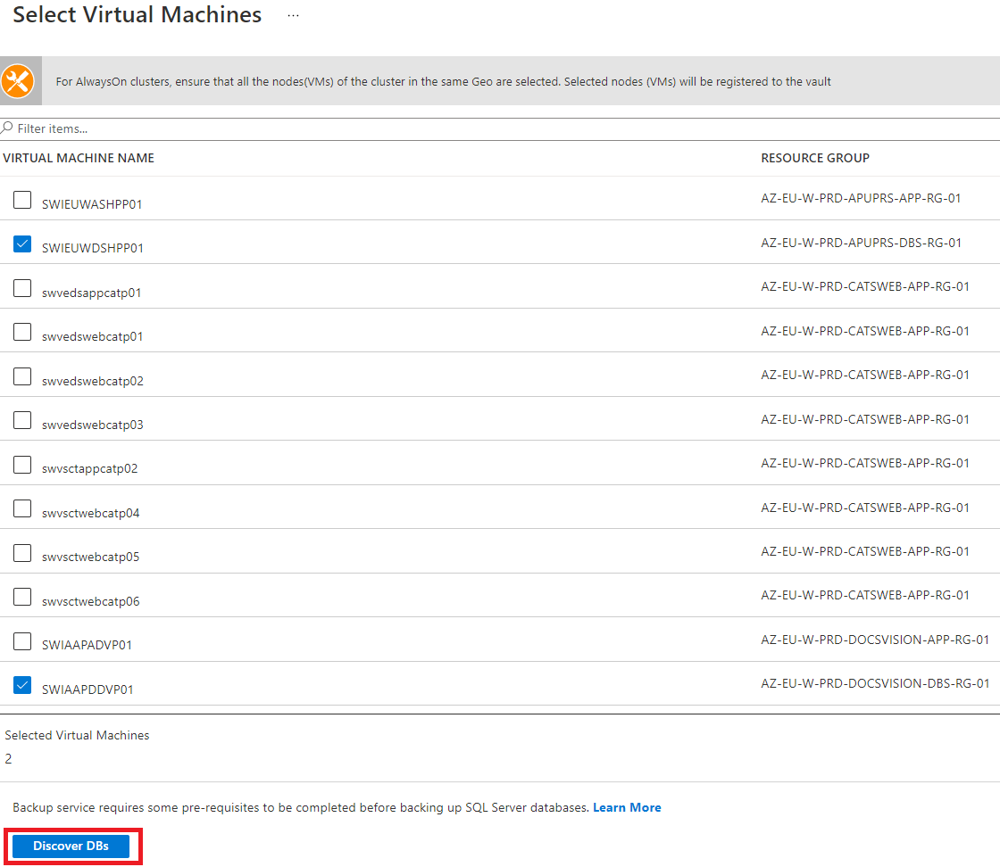 Select Virtual Machines ...
For AlwaysOn clusters, ensure that all the nodes(VMs) of the cluster in the same Geo are selected. Selected nodes (VMs) will be registered to the vault
Filter items...
VIRTUAL MACHINE NAME RESOURCE GROUP
SWIEUWASHPP01 AZ-EU-W-PRD-APUPRS-APP-RG-01
SWIEUWDSHPP01 AZ-EU-W-PRD-APUPRS-DBS-RG-01
swvedsappcatp01 AZ-EU-W-PRD-CATSWEB-APP-RG-01
swvedswebcatp01 AZ-EU-W-PRD-CATSWEB-APP-RG-01
swvedswebcatp02 AZ-EU-W-PRD-CATSWEB-APP-RG-01
swvedswebcatp03 AZ-EU-W-PRD-CATSWEB-APP-RG-01
swvsctappcatp02 AZ-EU-W-PRD-CATSWEB-APP-RG-01
swvsctwebcatp04 AZ-EU-W-PRD-CATSWEB-APP-RG-01
swvsctwebcatp05 AZ-EU-W-PRD-CATSWEB-APP-RG-01
swvsctwebcatp06 AZ-EU-W-PRD-CATSWEB-APP-RG-01
SWIAAPADVP01 AZ-EU-W-PRD-DOCSVISION-APP-RG-01
SWIAAPDDVP01 AZ-EU-W-PRD-DOCSVISION-DBS-RG-01
Selected Virtual Machines
2
Backup service requires some pre-requisites to be completed before backing up SQL Server databases. Learn More
Discover DBs